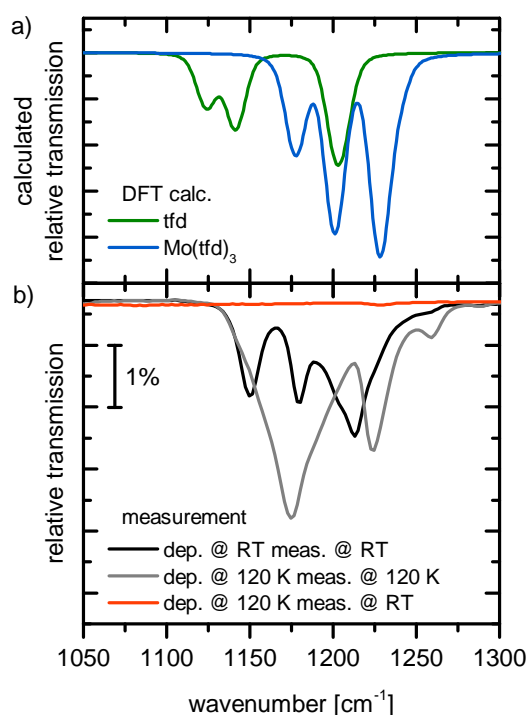 a)
calculated
relative transmission
DFT calc.
tfd
Mo(tfd)₃
b)
1%
relative transmission
measurement
dep. @ RT meas. @ RT
dep. @ 120 K meas. @ 120 K
dep. @ 120 K meas. @ RT
1050 1100 1150 1200 1250 1300
wavenumber [cm⁻¹]